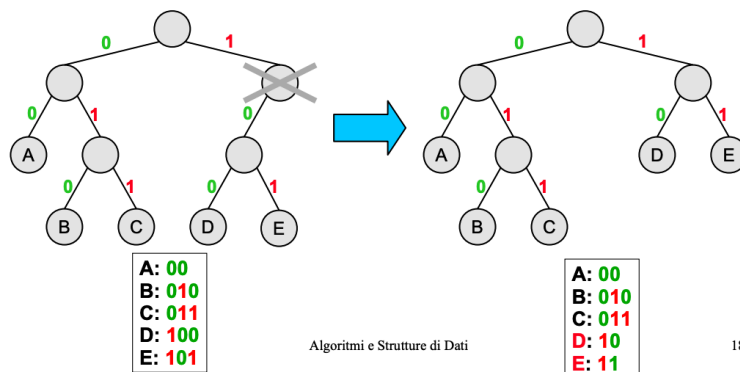 0 1
0 1 0
A 0 1 0 1
B C D E
A: 00
B: 010
C: 011
D: 100
E: 101
0 1
0 1 0 1
A 0 1 D E
B C
A: 00
B: 010
C: 011
D: 10
E: 11
Algoritmi e Strutture di Dati
18